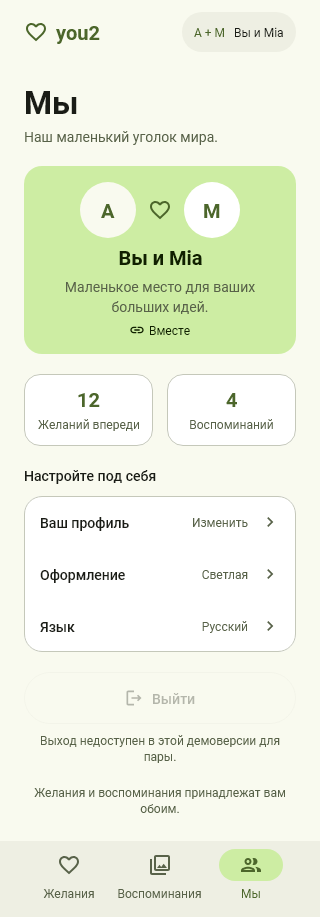 you2
A + M Вы и Mia
Мы
Наш маленький уголок мира.
A M
Вы и Mia
Маленькое место для ваших
больших идей.
Вместе
12
Желаний впереди
4
Воспоминаний
Настройте под себя
Ваш профиль Изменить
Оформление Светлая
Язык Русский
Выйти
Выход недоступен в этой демоверсии для
пары.
Желания и воспоминания принадлежат вам
обоим.
Желания Воспоминания Мы